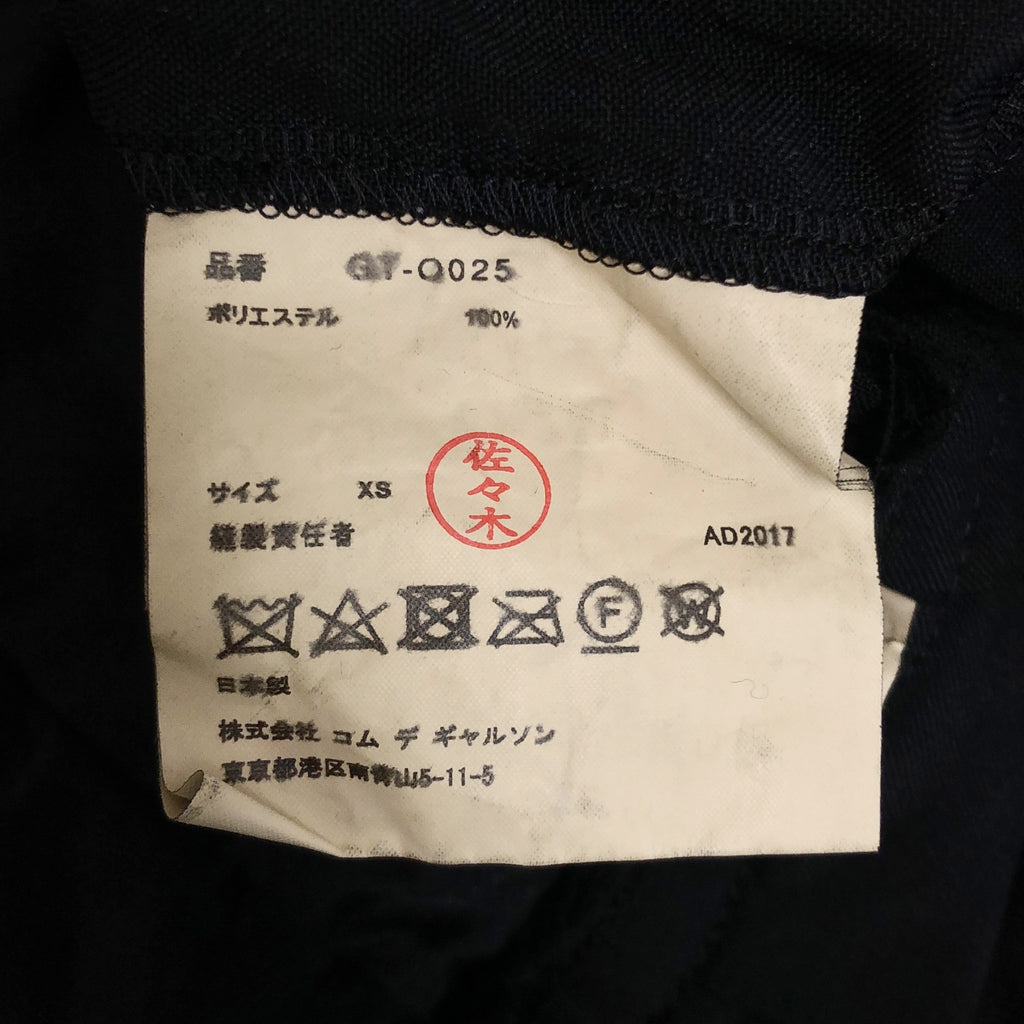 品番 GT-Q025
ポリエステル 100%
佐々木
サイズ XS
縫製責任者 AD2017
F W
日本製
株式会社 コム デ ギャルソン
東京都港区南青山5-11-5